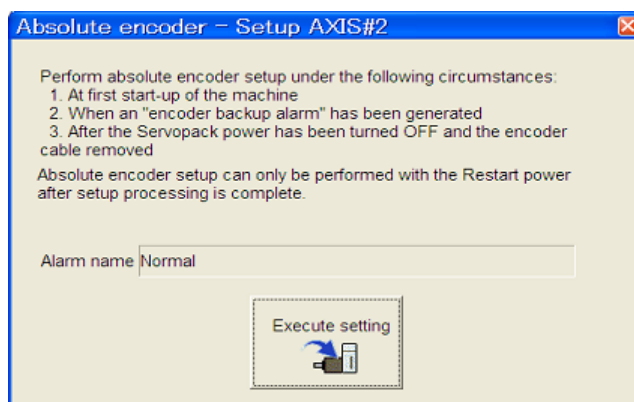 Absolute encoder - Setup AXIS#2
Perform absolute encoder setup under the following circumstances:
1. At first start-up of the machine
2. When an "encoder backup alarm" has been generated
3. After the Servopack power has been turned OFF and the encoder
cable removed
Absolute encoder setup can only be performed with the Restart power
after setup processing is complete.
Alarm name Normal
Execute setting